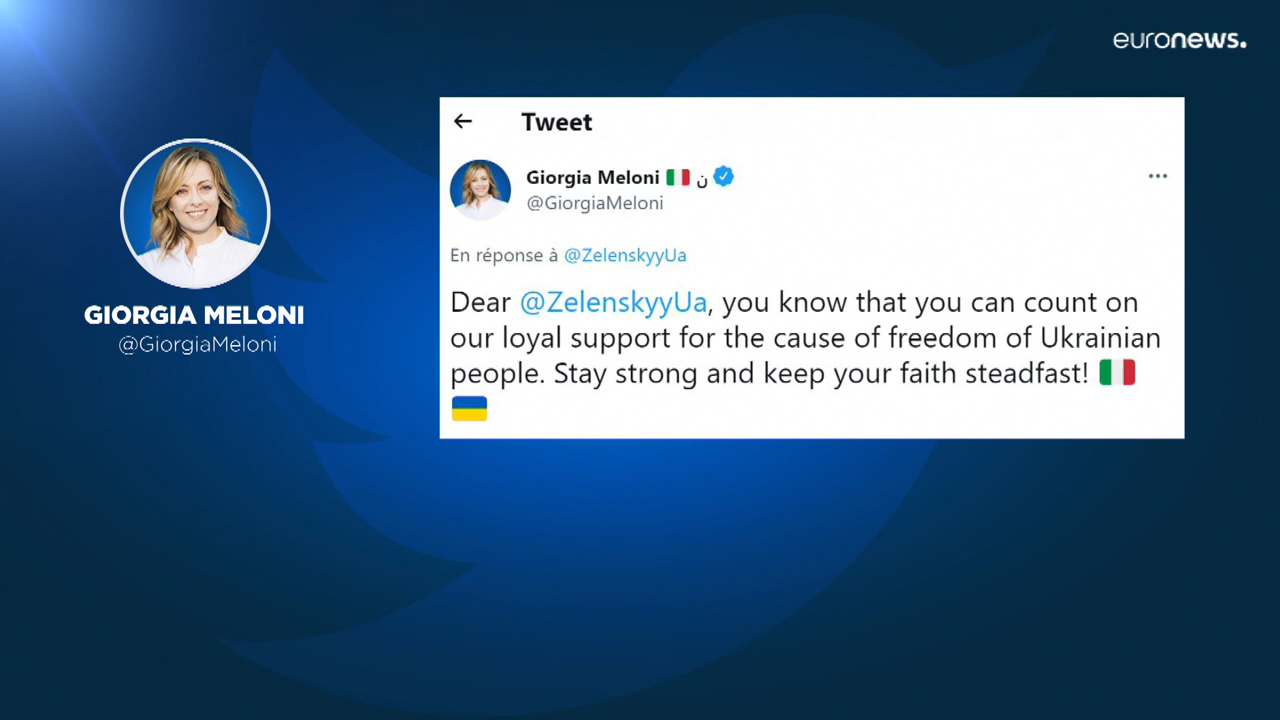 euronews.
Tweet
Giorgia Meloni 🇮🇹 ن
@GiorgiaMeloni
En réponse à @ZelenskyyUa
Dear @ZelenskyyUa, you know that you can count on
our loyal support for the cause of freedom of Ukrainian
people. Stay strong and keep your faith steadfast! 🇮🇹
🇺🇦
GIORGIA MELONI
@GiorgiaMeloni